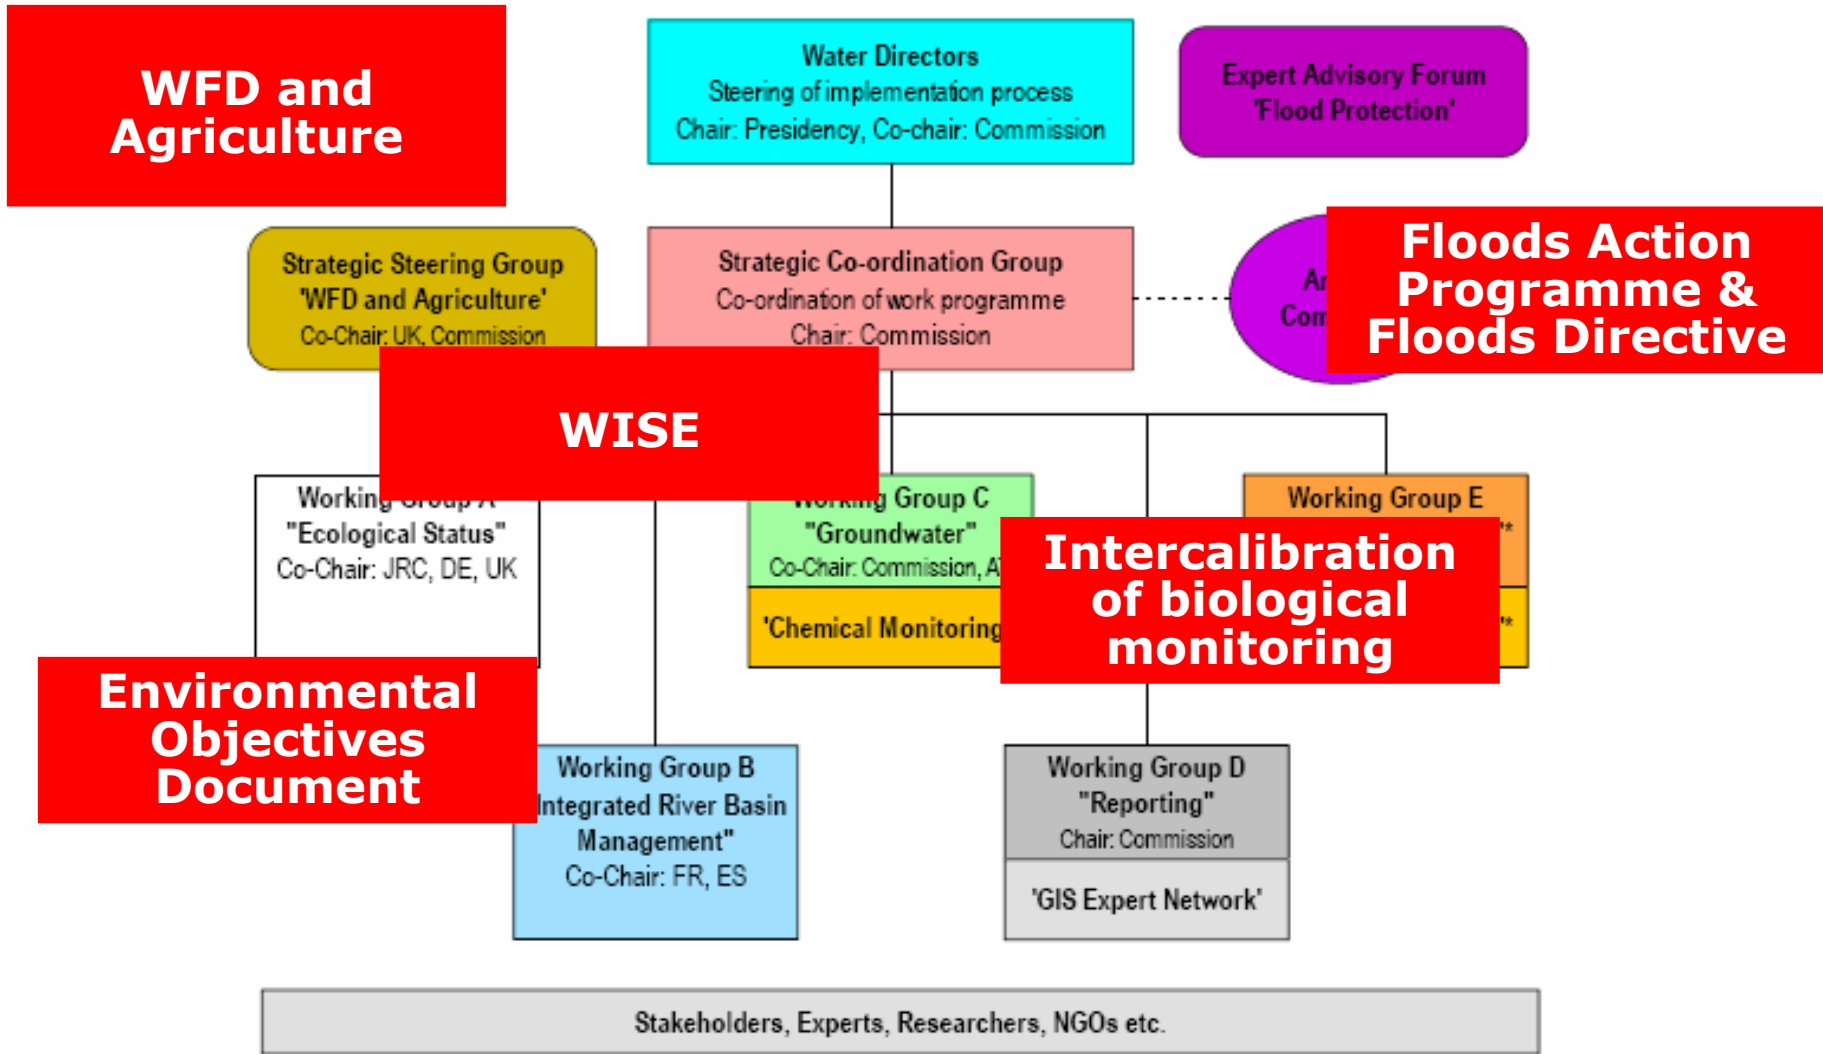 WFD and
Agriculture
Water Directors
Steering of implementation process
Chair: Presidency, Co-chair: Commission
Expert Advisory Forum
'Flood Protection'
Strategic Steering Group
'WFD and Agriculture'
Co-Chair: UK, Commission
Strategic Co-ordination Group
Co-ordination of work programme
Chair: Commission
Floods Action
Programme &
Floods Directive
WISE
Working Group A
"Ecological Status"
Co-Chair: JRC, DE, UK
Working Group C
"Groundwater"
Co-Chair: Commission,
'Chemical Monitoring
Working Group E
Intercalibration
of biological
monitoring
Environmental
Objectives
Document
Working Group B
Integrated River Basin
Management"
Co-Chair: FR, ES
Working Group D
"Reporting"
Chair: Commission
'GIS Expert Network'
Stakeholders, Experts, Researchers, NGOs etc.